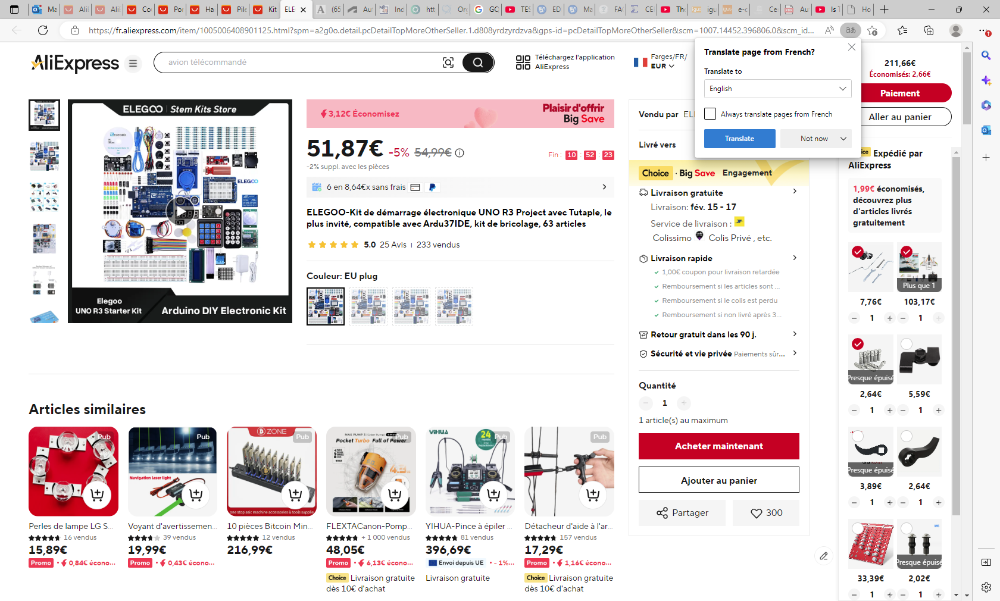 Ma
AliE
AliE
Co
Po
Ha
Pile
Kit
ELE
(65
Au
Ind
htt
Or
GC
TES
ED
Ma
FA
CE
The
igu
e-c
Ce
Au
Is T
Ho
https://fr.aliexpress.com/item/1005006408901125.html?spm=a2g0o.detail.pcDetailTopMoreOtherSeller.1.d808yrdzyrdzva&gps-id=pcDetailTopMoreOtherSeller&scm=1007.14452.396806.0&scm_id...
Translate page from French?
Translate to
English
Always translate pages from French
Translate
Not now
AliExpress
avion télécommandé
Téléchargez l'application
AliExpress
Farges/FR/
EUR
211,66€
Économisés: 2,66€
Paiement
Aller au panier
ELEGOO | Stem Kits Store
ELEGOO
Elegoo
UNO R3 Starter Kit
Arduino DIY Electronic Kit
3,12€ Économisez
Plaisir d'offrir
Big Save
51,87€ -5% 54,99€
Fin : 10 : 52 : 23
-2% suppl. avec les pièces
6 en 8,64€x sans frais
ELEGOO-Kit de démarrage électronique UNO R3 Project avec Tutaple, le
plus invité, compatible avec Ardu37IDE, kit de bricolage, 63 articles
5.0 25 Avis | 233 vendus
Couleur: EU plug
Vendu par ELE
Livré vers
Choice · Big Save Engagement
Livraison gratuite
Livraison: fév. 15 - 17
Service de livraison :
Colissimo Colis Privé , etc.
Livraison rapide
1,00€ coupon pour livraison retardée
Remboursement si les articles sont ...
Remboursement si le colis est perdu
Remboursement si non livré après 3...
Retour gratuit dans les 90 j.
Sécurité et vie privée Paiements sûr...
Quantité
1
1 article(s) au maximum
Acheter maintenant
Ajouter au panier
Partager
300
Expédié par
AliExpress
1,99€ économisés,
découvrez plus
d'articles livrés
gratuitement
Plus que 1
7,76€ 103,17€
1 1
Presque épuisé
2,64€ 5,59€
1 1
Presque épuisé
3,89€ 2,64€
1 1
Presque épuisé
33,39€ 2,02€
1 1
Articles similaires
Pub
Perles de lampe LG S...
16 vendus
15,89€
Promo 0,84€ écono...
Pub
Navigation laser light
Voyant d'avertissemen...
39 vendus
19,99€
Promo 0,43€ écono...
B ZONE
Pub
one-stop asic machine accessories & tools supplie
10 pièces Bitcoin Min...
12 vendus
216,99€
MAX PUMP 3
Pocket Turbo Full of Power
Pub
FLEXTACanon-Pomp...
+ 1 000 vendus
48,05€
Promo 6,13€ écono...
Choice Livraison gratuite
dès 10€ d'achat
YIHUA
24
Pub
YIHUA-Pince à épiler ...
81 vendus
396,69€
Envoi depuis UE - 1%...
Livraison gratuite
Pub
Détacheur d'aide à l'ar...
157 vendus
17,29€
Promo 1,16€ écono...
Choice Livraison gratuite
dès 10€ d'achat